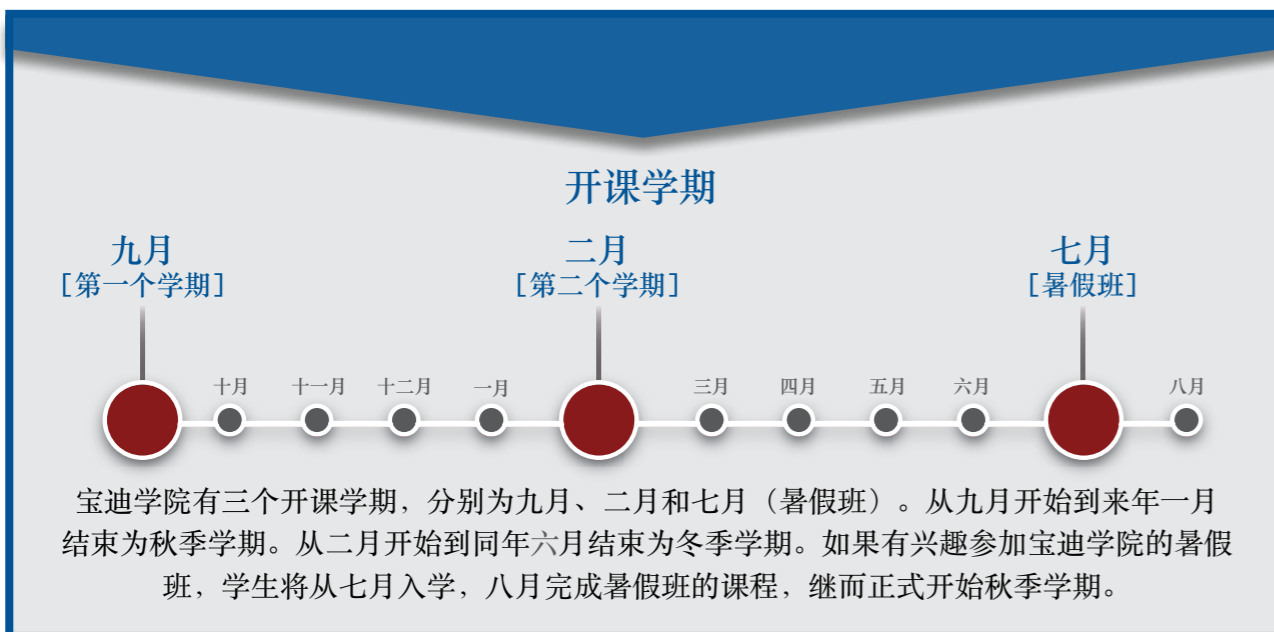 开课学期
九月
[第一个学期]
二月
[第二个学期]
七月
[暑假班]
十月
十一月
十二月
一月
三月
四月
五月
六月
八月
宝迪学院有三个开课学期，分别为九月、二月和七月（暑假班）。从九月开始到来年一月
结束为秋季学期。从二月开始到同年六月结束为冬季学期。如果有兴趣参加宝迪学院的暑假
班，学生将从七月入学，八月完成暑假班的课程，继而正式开始秋季学期。